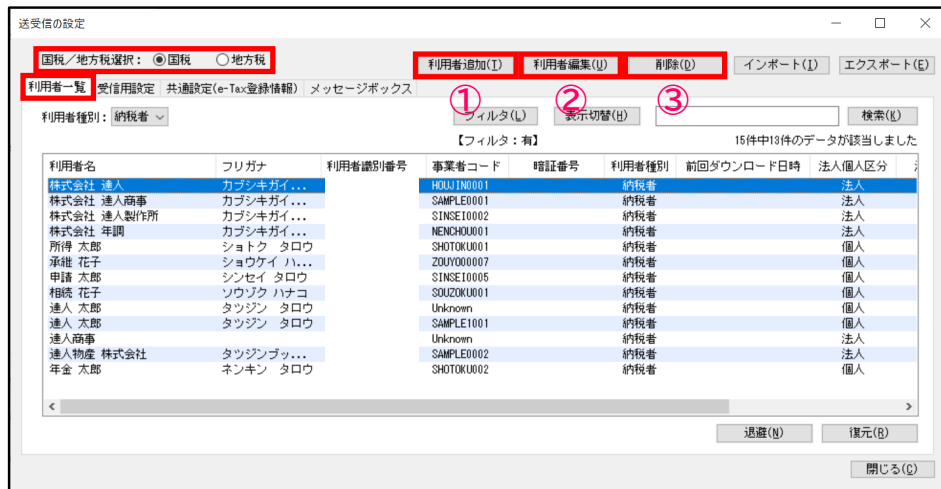 送受信の設定
国税／地方税選択： 国税 地方税 利用者追加(I) 利用者編集(U) 削除(D) インポート(I) エクスポート(E)
利用者一覧 受信用設定 共通設定(e-Tax登録情報) メッセージボックス
① ② ③
利用者種別： 納税者 フィルタ(L) 表示切替(H) 検索(K)
【フィルタ：有】 15件中13件のデータが該当しました
利用者名 フリガナ 利用者識別番号 事業者コード 暗証番号 利用者種別 前回ダウンロード日時 法人個人区分
株式会社 達人 カブシキガイ... HOUJIN0001 納税者 法人
株式会社 達人商事 カブシキガイ... SAMPLE0001 納税者 法人
株式会社 達人製作所 カブシキガイ... SINSEI0002 納税者 法人
株式会社 年調 カブシキガイ... NENCHOU001 納税者 法人
所得 太郎 ショトク タロウ SHOTOKU001 納税者 個人
承継 花子 ショウケイ ハ... ZOUYO00007 納税者 個人
申請 太郎 シンセイ タロウ SINSEI0005 納税者 個人
相続 花子 ソウゾク ハナコ SOUZOKU001 納税者 個人
達人 太郎 タツジン タロウ Unknown 納税者 個人
達人 太郎 タツジン タロウ SAMPLE1001 納税者 個人
達人商事 Unknown 納税者 法人
達人物産 株式会社 タツジンブッ... SAMPLE0002 納税者 法人
年金 太郎 ネンキン タロウ SHOTOKU002 納税者 個人
退避(N) 復元(R)
閉じる(C)